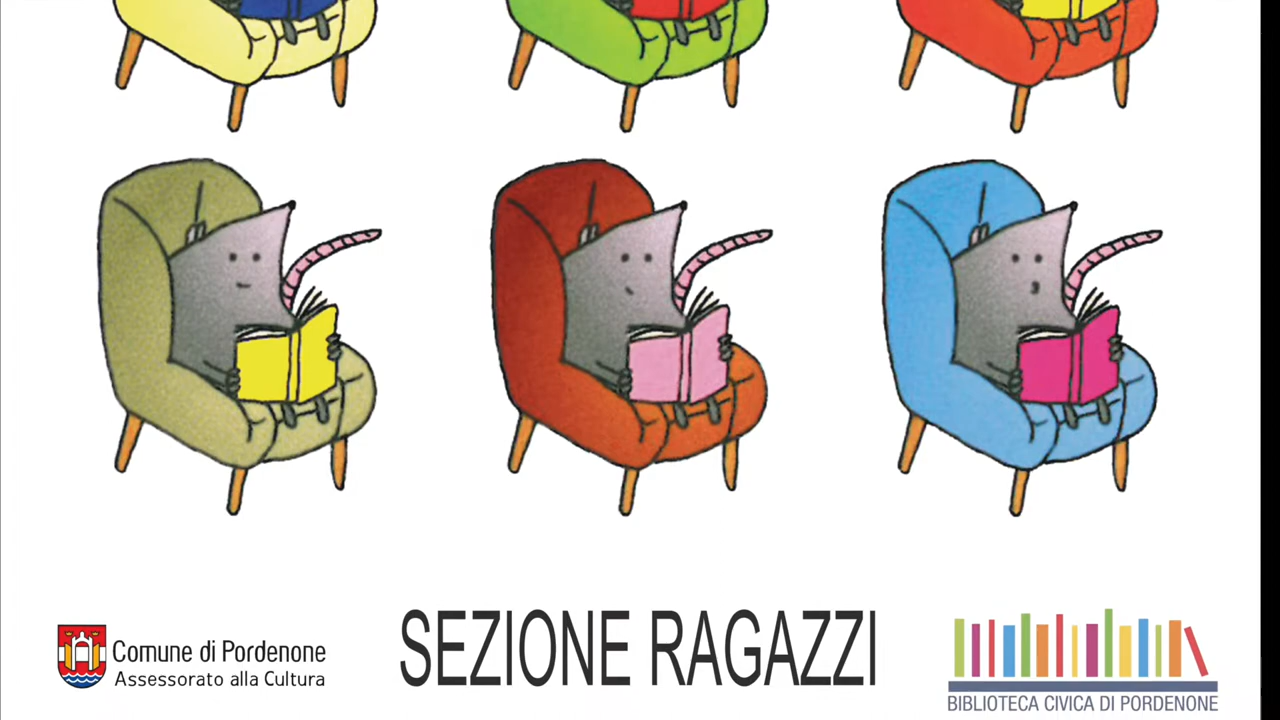 Comune di Pordenone
Assessorato alla Cultura
SEZIONE RAGAZZI
BIBLIOTECA CIVICA DI PORDENONE